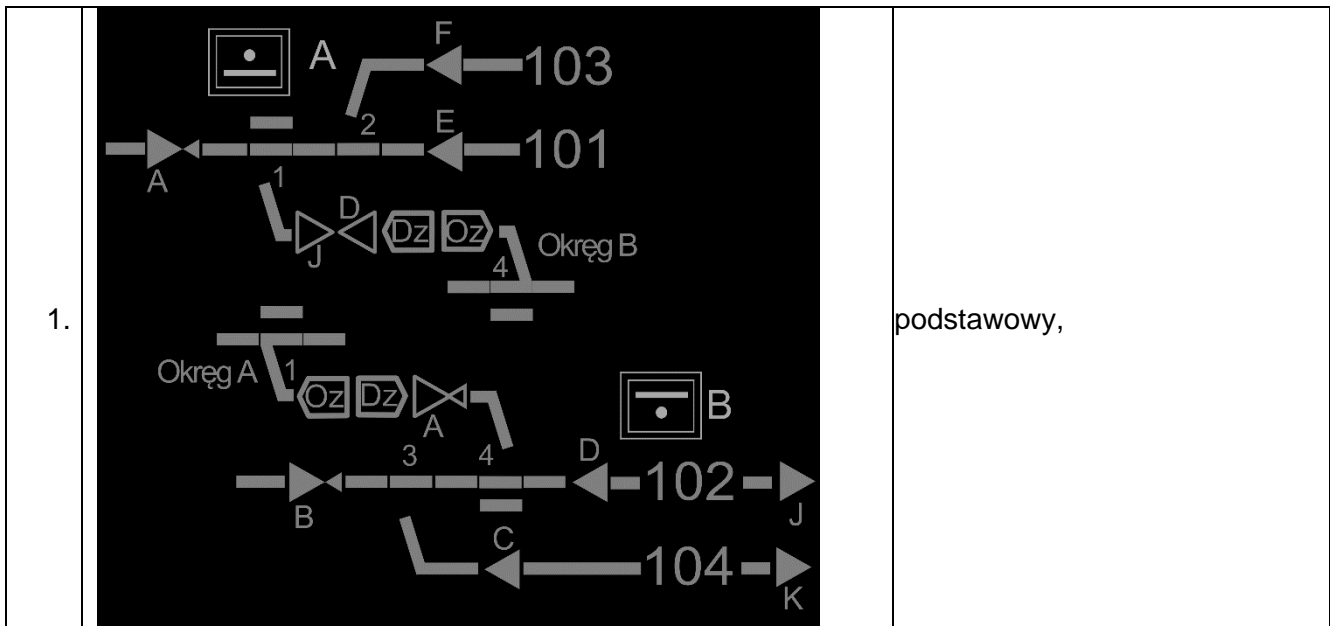 F
A 103
2 E
101
A 1
D
Dz Oz
J 4 Okręg B
1. podstawowy,
Okręg A 1
Oz Dz
A B
3 4 D
102
B J
C
104
K